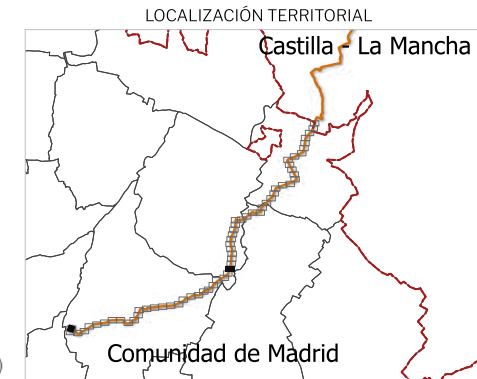 LOCALIZACIÓN TERRITORIAL
Castilla - La Mancha
Comunidad de Madrid